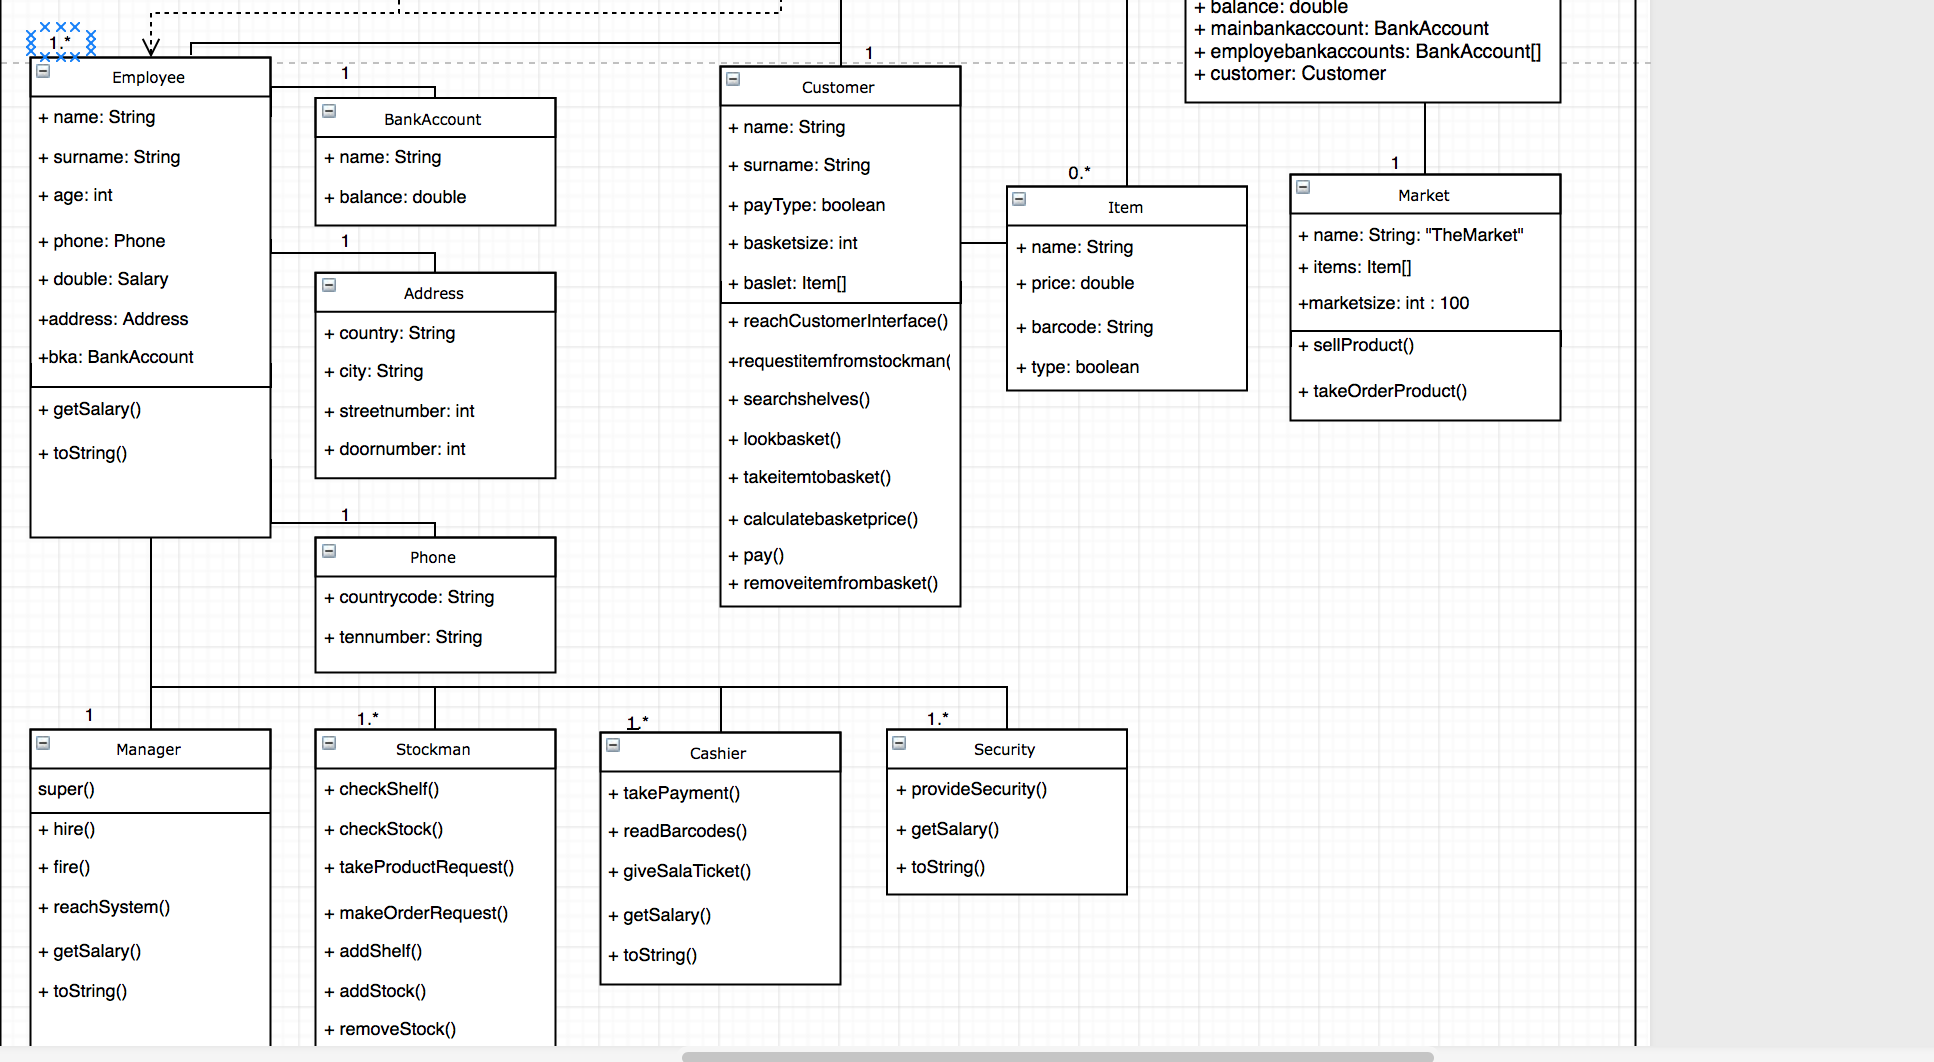 + balance: double
+ mainbankaccount: BankAccount
+ employebankaccounts: BankAccount[]
+ customer: Customer
1.*
Employee
+ name: String
+ surname: String
+ age: int
+ phone: Phone
+ double: Salary
+address: Address
+bka: BankAccount
+ getSalary()
+ toString()
1
BankAccount
+ name: String
+ balance: double
1
Address
+ country: String
+ city: String
+ streetnumber: int
+ doornumber: int
1
Phone
+ countrycode: String
+ tennumber: String
1
Customer
+ name: String
+ surname: String
+ payType: boolean
+ basketsize: int
+ baslet: Item[]
+ reachCustomerInterface()
+requestitemfromstockman(
+ searchshelves()
+ lookbasket()
+ takeitemtobasket()
+ calculatebasketprice()
+ pay()
+ removeitemfrombasket()
0.*
Item
+ name: String
+ price: double
+ barcode: String
+ type: boolean
1
Market
+ name: String: "TheMarket"
+ items: Item[]
+marketsize: int : 100
+ sellProduct()
+ takeOrderProduct()
1
Manager
super()
+ hire()
+ fire()
+ reachSystem()
+ getSalary()
+ toString()
1.*
Stockman
+ checkShelf()
+ checkStock()
+ takeProductRequest()
+ makeOrderRequest()
+ addShelf()
+ addStock()
+ removeStock()
1.*
Cashier
+ takePayment()
+ readBarcodes()
+ giveSalaTicket()
+ getSalary()
+ toString()
1.*
Security
+ provideSecurity()
+ getSalary()
+ toString()